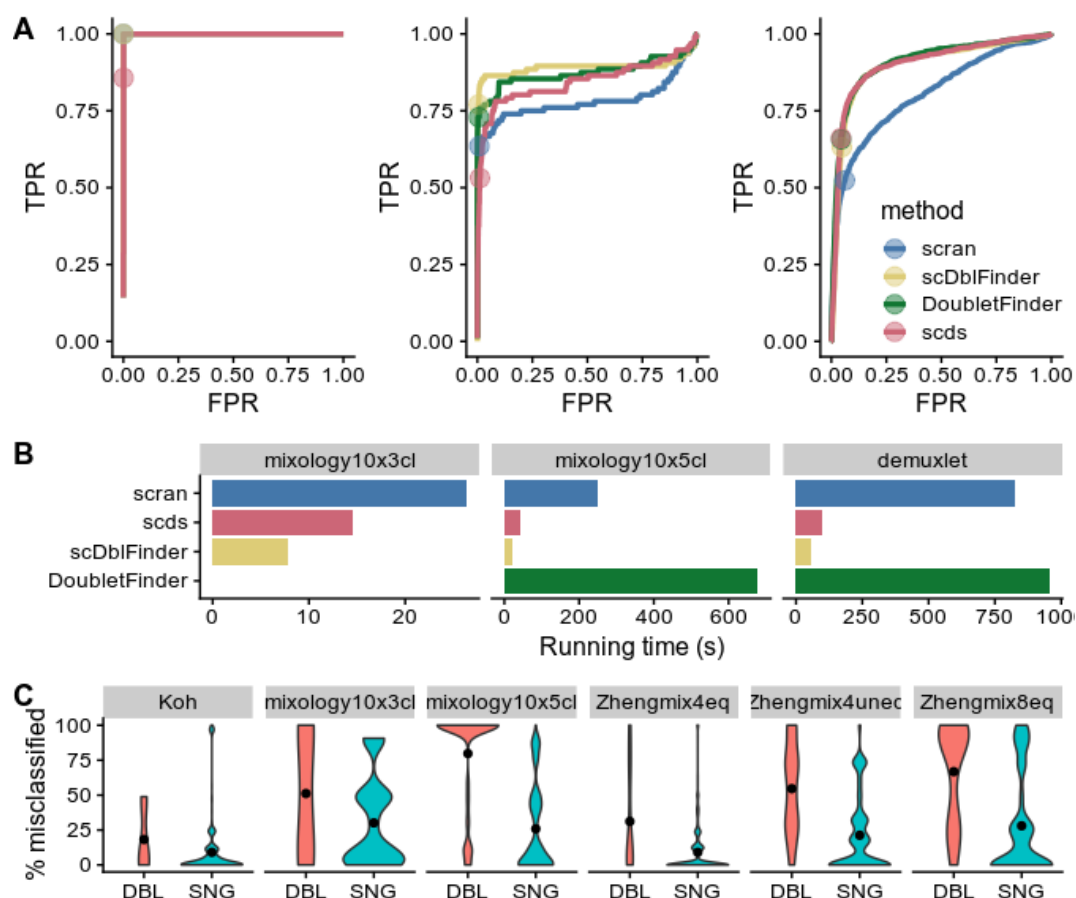 A
1.00 1.00 1.00
0.75 0.75 0.75
TPR TPR TPR
0.50 0.50 0.50
method
0.25 0.25 0.25
scran
scDblFinder
DoubletFinder
scds
0.00 0.00 0.00
0.00 0.25 0.50 0.75 1.00 0.00 0.25 0.50 0.75 1.00 0.00 0.25 0.50 0.75 1.00
FPR FPR FPR
B
mixology10x3cl mixology10x5cl demuxlet
scran
scds
scDblFinder
DoubletFinder
0 10 20 0 200 400 600 0 250 500 750 100
Running time (s)
C
Koh mixology10x3cl mixology10x5cl Zhengmix4eq Zhengmix4uneq Zhengmix8eq
% misclassified
100
75
50
25
0
DBL SNG DBL SNG DBL SNG DBL SNG DBL SNG DBL SNG